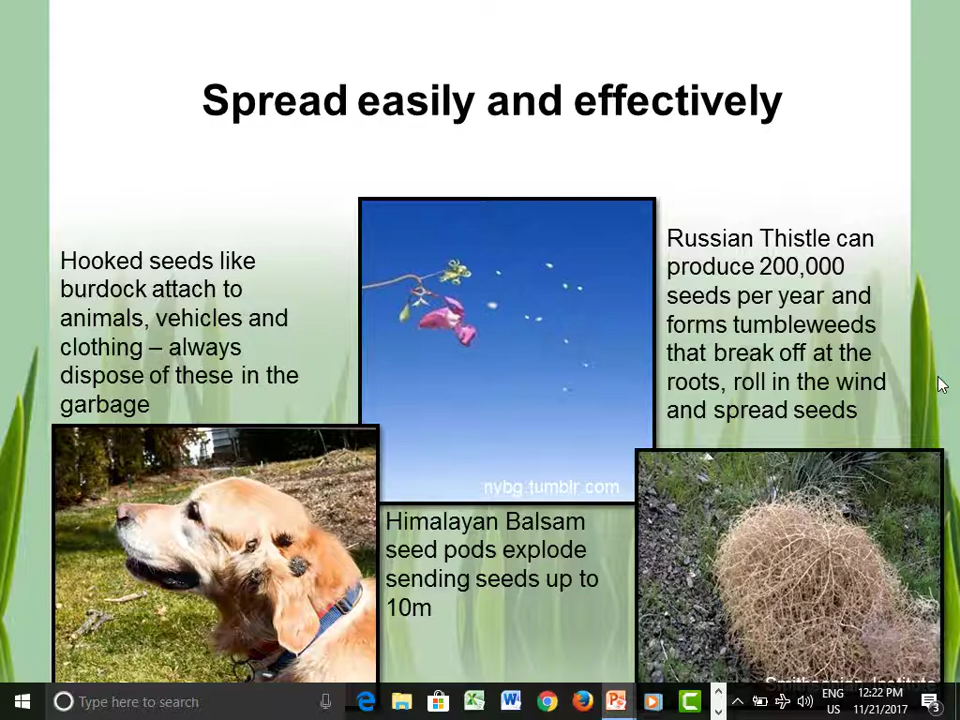 Spread easily and effectively
Hooked seeds like
burdock attach to
animals, vehicles and
clothing – always
dispose of these in the
garbage
nybg.tumblr.com
Himalayan Balsam
seed pods explode
sending seeds up to
10m
Russian Thistle can
produce 200,000
seeds per year and
forms tumbleweeds
that break off at the
roots, roll in the wind
and spread seeds
Smithsonian Institute
Type here to search
ENG
US
12:22 PM
11/21/2017
3